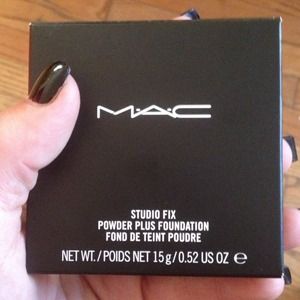 M·A·C
STUDIO FIX
POWDER PLUS FOUNDATION
FOND DE TEINT POUDRE
NET WT./POIDS NET 15 g/0.52 US OZ ℮